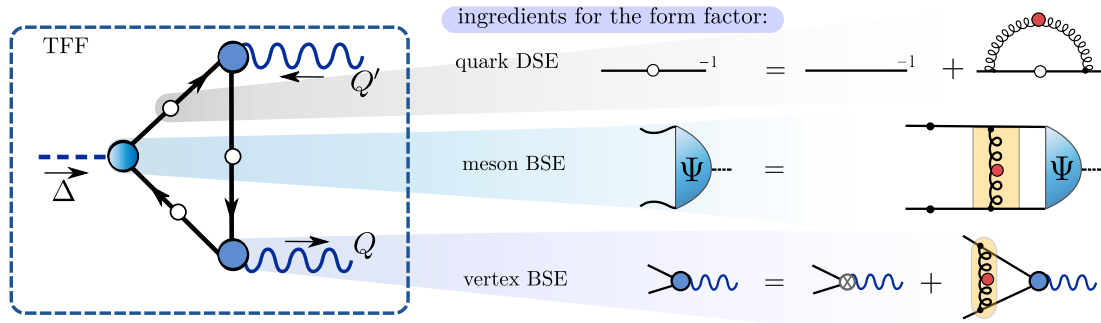 ingredients for the form factor:
TFF
Q′
Δ
Q
quark DSE
−1 = −1 +
meson BSE
Ψ = Ψ
vertex BSE
= +